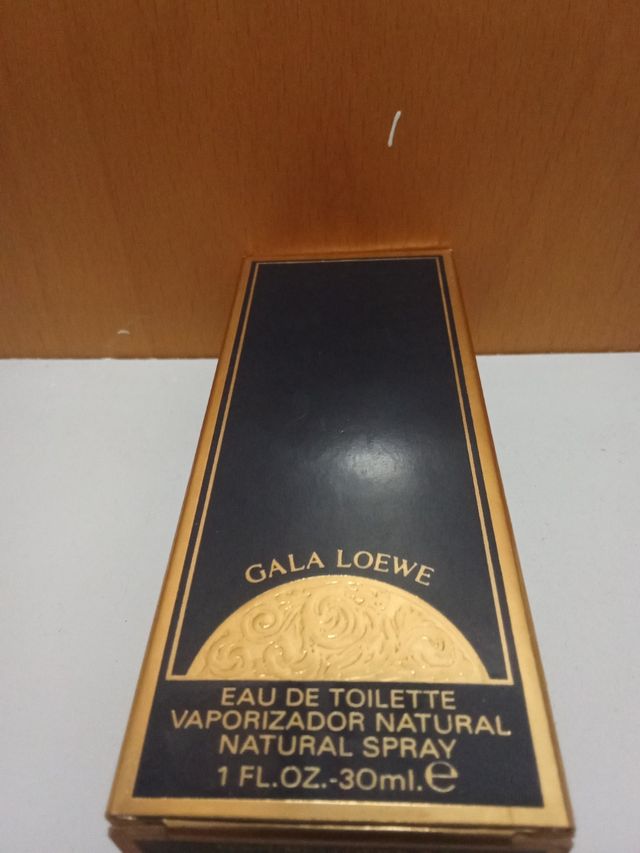 GALA LOEWE
EAU DE TOILETTE
VAPORIZADOR NATURAL
NATURAL SPRAY
1 FL.OZ.-30ml.℮